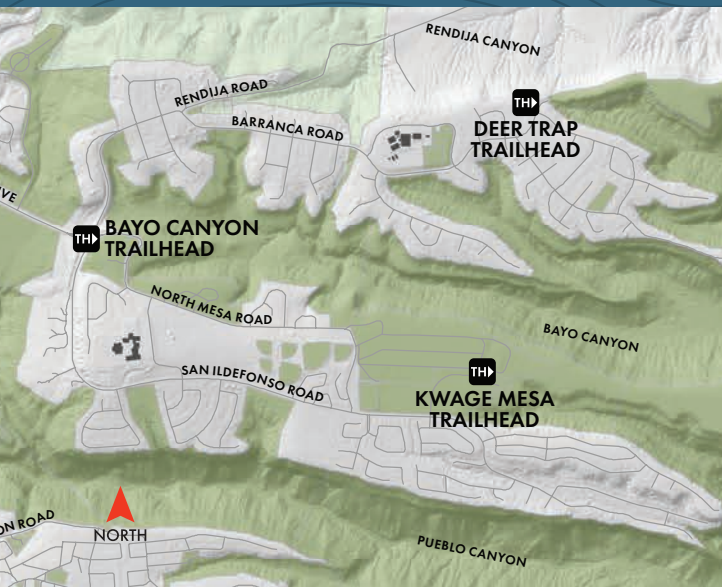 RENDIJA CANYON
RENDIJA ROAD
TH
BARRANCA ROAD
DEER TRAP
TRAILHEAD
VE
TH
BAYO CANYON
TRAILHEAD
NORTH MESA ROAD
BAYO CANYON
SAN ILDEFONSO ROAD
TH
KWAGE MESA
TRAILHEAD
ON ROAD
NORTH
PUEBLO CANYON